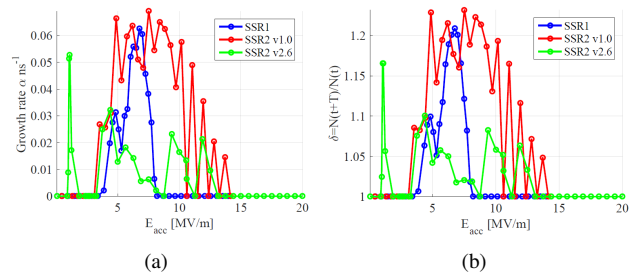 Growth rate α ns⁻¹
0.06
0.05
0.04
0.03
0.02
0.01
0
5
10
15
20
E_acc [MV/m]
SSR1
SSR2 v1.0
SSR2 v2.6
(a)
δ=N(t+T)/N(t)
1.2
1.15
1.1
1.05
1
5
10
15
20
E_acc [MV/m]
SSR1
SSR2 v1.0
SSR2 v2.6
(b)